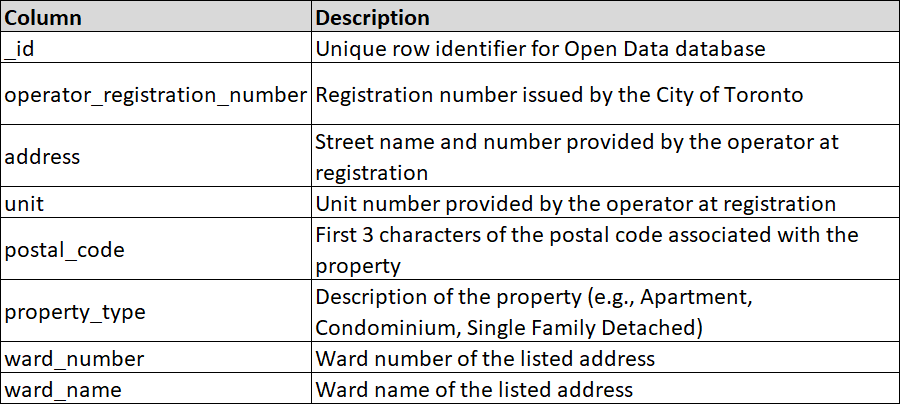 Column Description
_id Unique row identifier for Open Data database
operator_registration_number Registration number issued by the City of Toronto
address Street name and number provided by the operator at
registration
unit Unit number provided by the operator at registration
postal_code First 3 characters of the postal code associated with the
property
property_type Description of the property (e.g., Apartment,
Condominium, Single Family Detached)
ward_number Ward number of the listed address
ward_name Ward name of the listed address